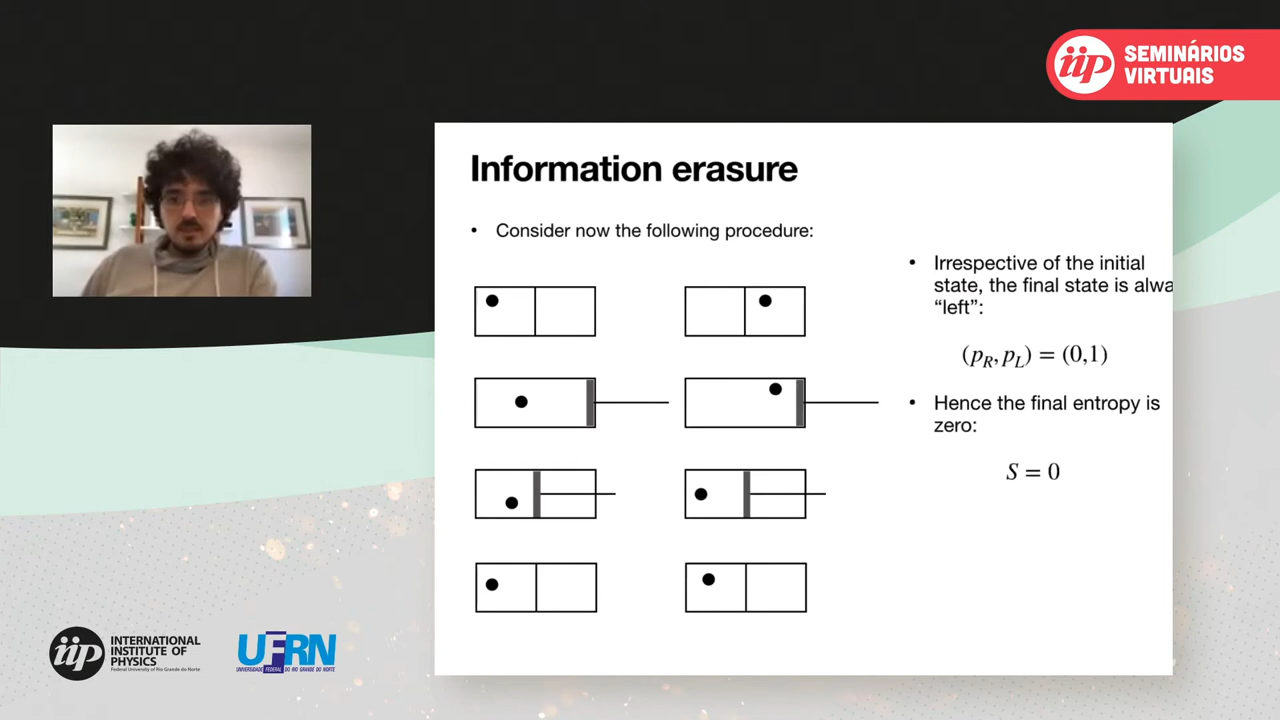 iip
SEMINÁRIOS
VIRTUAIS
Information erasure
• Consider now the following procedure:
• Irrespective of the initial
state, the final state is alwa
“left”:
(p_R, p_L) = (0,1)
• Hence the final entropy is
zero:
S = 0
iip
INTERNATIONAL
INSTITUTE OF
PHYSICS
Federal University of Rio Grande do Norte
UFRN
UNIVERSIDADE FEDERAL DO RIO GRANDE DO NORTE